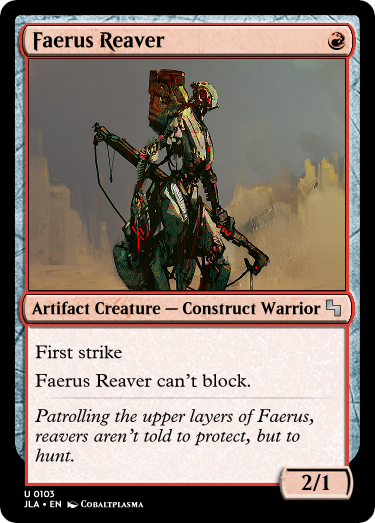 Faerus Reaver
Artifact Creature — Construct Warrior
First strike
Faerus Reaver can't block.
Patrolling the upper layers of Faerus,
reavers aren't told to protect, but to
hunt.
2/1
U 0103
JLA • EN Cobaltplasma